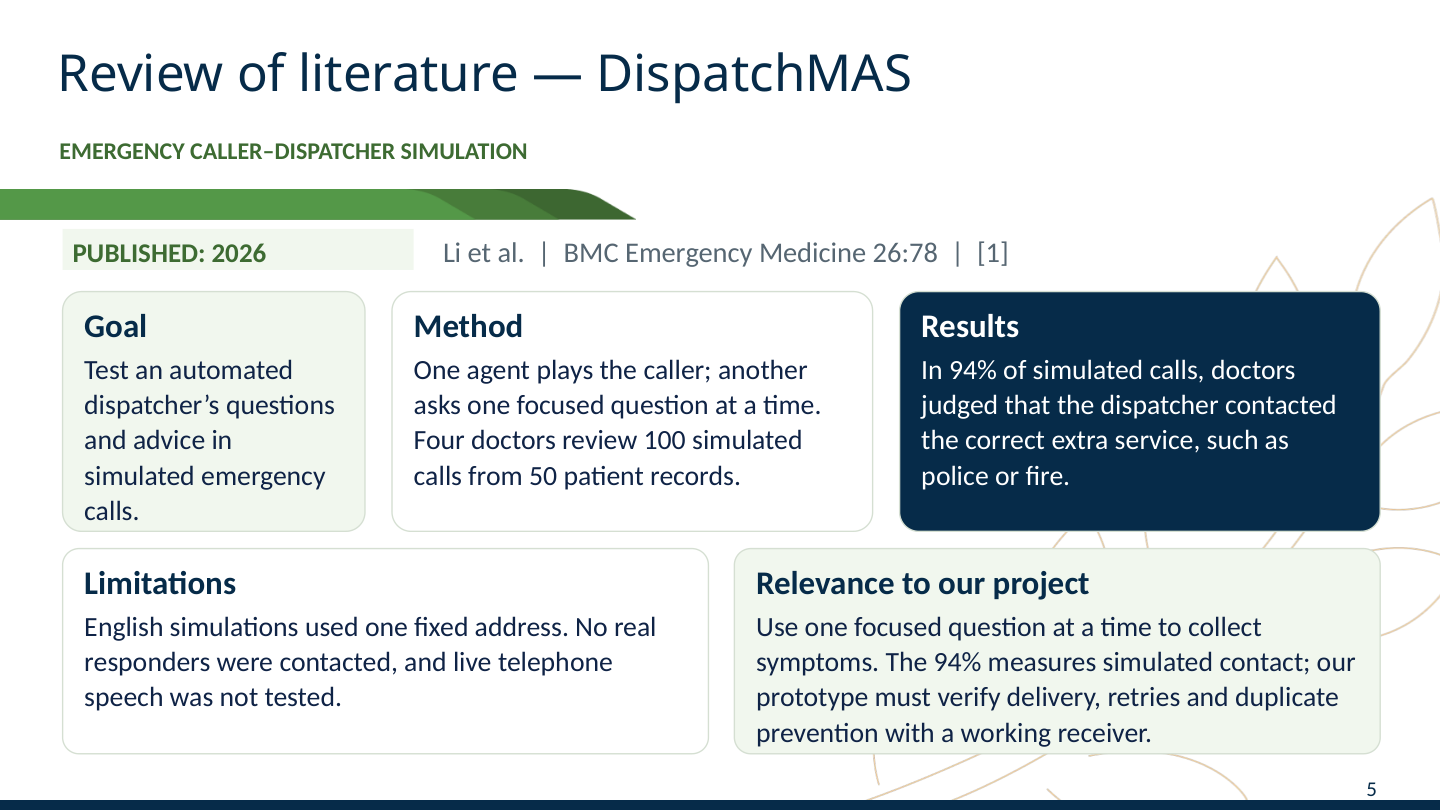 Review of literature — DispatchMAS
EMERGENCY CALLER–DISPATCHER SIMULATION
PUBLISHED: 2026
Li et al. | BMC Emergency Medicine 26:78 | [1]
Goal
Test an automated
dispatcher’s questions
and advice in
simulated emergency
calls.
Method
One agent plays the caller; another
asks one focused question at a time.
Four doctors review 100 simulated
calls from 50 patient records.
Results
In 94% of simulated calls, doctors
judged that the dispatcher contacted
the correct extra service, such as
police or fire.
Limitations
English simulations used one fixed address. No real
responders were contacted, and live telephone
speech was not tested.
Relevance to our project
Use one focused question at a time to collect
symptoms. The 94% measures simulated contact; our
prototype must verify delivery, retries and duplicate
prevention with a working receiver.
5